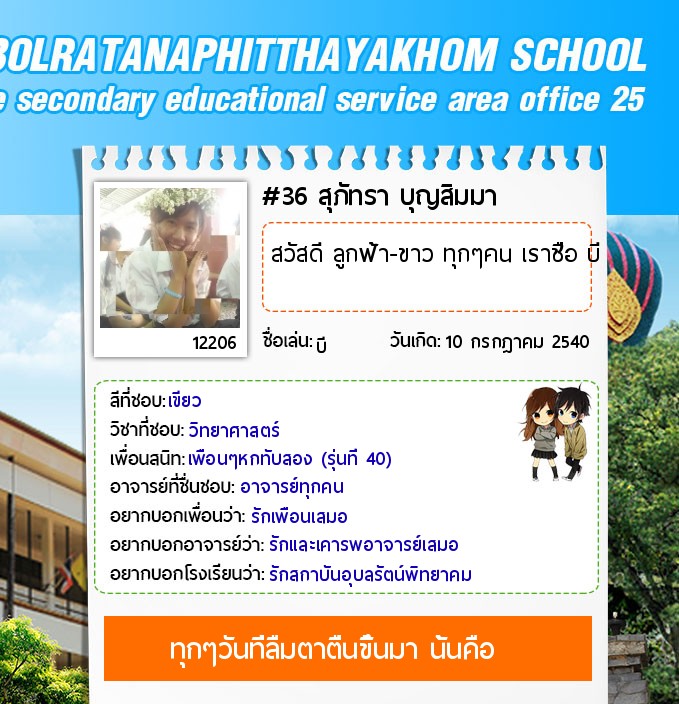 BOLRATANAPHITTHAYAKHOM SCHOOL
e secondary educational service area office 25
#36 สุภัทรา บุญสิมมา
สวัสดี ลูกฟ้า-ขาว ทุกๆคน เราชื่อ บี
12206
ชื่อเล่น: บี วันเกิด: 10 กรกฎาคม 2540
สีที่ชอบ: เขียว
วิชาที่ชอบ: วิทยาศาสตร์
เพื่อนสนิท: เพื่อนๆหกทับสอง (รุ่นที่ 40)
อาจารย์ที่ชื่นชอบ: อาจารย์ทุกคน
อยากบอกเพื่อนว่า: รักเพื่อนเสมอ
อยากบอกอาจารย์ว่า: รักและเคารพอาจารย์เสมอ
อยากบอกโรงเรียนว่า: รักสถาบันอุบลรัตน์พิทยาคม
ทุกๆวันที่ลืมตาตื่นขึ้นมา นั่นคือ